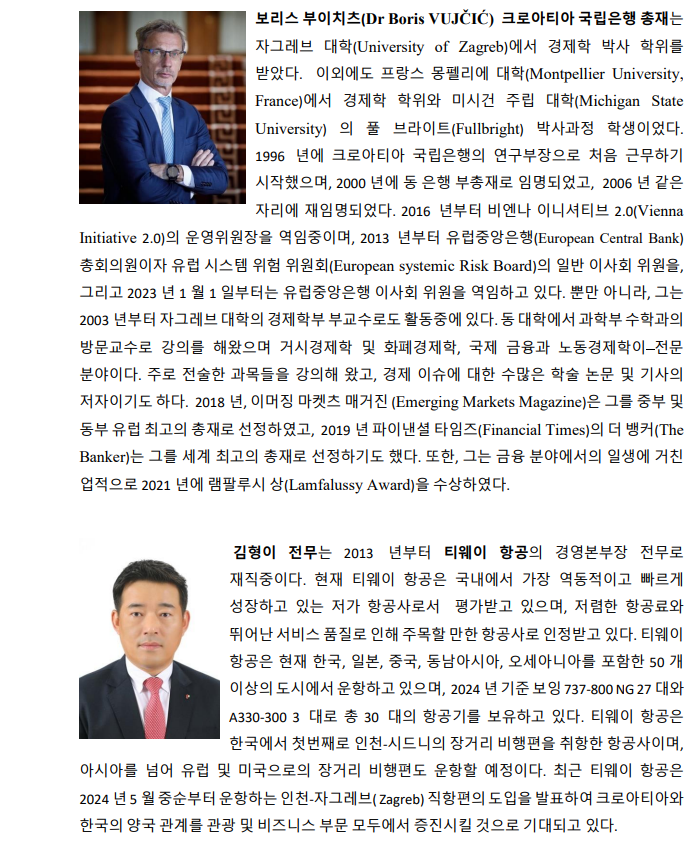 보리스 부이치츠(Dr Boris VUJČIĆ) 크로아티아 국립은행 총재는
자그레브 대학(University of Zagreb)에서 경제학 박사 학위를
받았다. 이외에도 프랑스 몽펠리에 대학(Montpellier University,
France)에서 경제학 학위와 미시건 주립 대학(Michigan State
University) 의 풀 브라이트(Fullbright) 박사과정 학생이었다.
1996 년에 크로아티아 국립은행의 연구부장으로 처음 근무하기
시작했으며, 2000 년에 동 은행 부총재로 임명되었고, 2006 년 같은
자리에 재임명되었다. 2016 년부터 비엔나 이니셔티브 2.0(Vienna
Initiative 2.0)의 운영위원장을 역임중이며, 2013 년부터 유럽중앙은행(European Central Bank)
총회의원이자 유럽 시스템 위험 위원회(European systemic Risk Board)의 일반 이사회 위원을,
그리고 2023 년 1 월 1 일부터는 유럽중앙은행 이사회 위원을 역임하고 있다. 뿐만 아니라, 그는
2003 년부터 자그레브 대학의 경제학부 부교수로도 활동중에 있다. 동 대학에서 과학부 수학과의
방문교수로 강의를 해왔으며 거시경제학 및 화폐경제학, 국제 금융과 노동경제학이–전문
분야이다. 주로 전술한 과목들을 강의해 왔고, 경제 이슈에 대한 수많은 학술 논문 및 기사의
저자이기도 하다. 2018 년, 이머징 마켓츠 매거진 (Emerging Markets Magazine)은 그를 중부 및
동부 유럽 최고의 총재로 선정하였고, 2019 년 파이낸셜 타임즈(Financial Times)의 더 뱅커(The
Banker)는 그를 세계 최고의 총재로 선정하기도 했다. 또한, 그는 금융 분야에서의 일생에 거친
업적으로 2021 년에 램팔루시 상(Lamfalussy Award)을 수상하였다.
김형이 전무는 2013 년부터 티웨이 항공의 경영본부장 전무로
재직중이다. 현재 티웨이 항공은 국내에서 가장 역동적이고 빠르게
성장하고 있는 저가 항공사로서 평가받고 있으며, 저렴한 항공료와
뛰어난 서비스 품질로 인해 주목할 만한 항공사로 인정받고 있다. 티웨이
항공은 현재 한국, 일본, 중국, 동남아시아, 오세아니아를 포함한 50 개
이상의 도시에서 운항하고 있으며, 2024 년 기준 보잉 737-800 NG 27 대와
A330-300 3 대로 총 30 대의 항공기를 보유하고 있다. 티웨이 항공은
한국에서 첫번째로 인천-시드니의 장거리 비행편을 취항한 항공사이며,
아시아를 넘어 유럽 및 미국으로의 장거리 비행편도 운항할 예정이다. 최근 티웨이 항공은
2024 년 5 월 중순부터 운항하는 인천-자그레브( Zagreb) 직항편의 도입을 발표하여 크로아티아와
한국의 양국 관계를 관광 및 비즈니스 부문 모두에서 증진시킬 것으로 기대되고 있다.